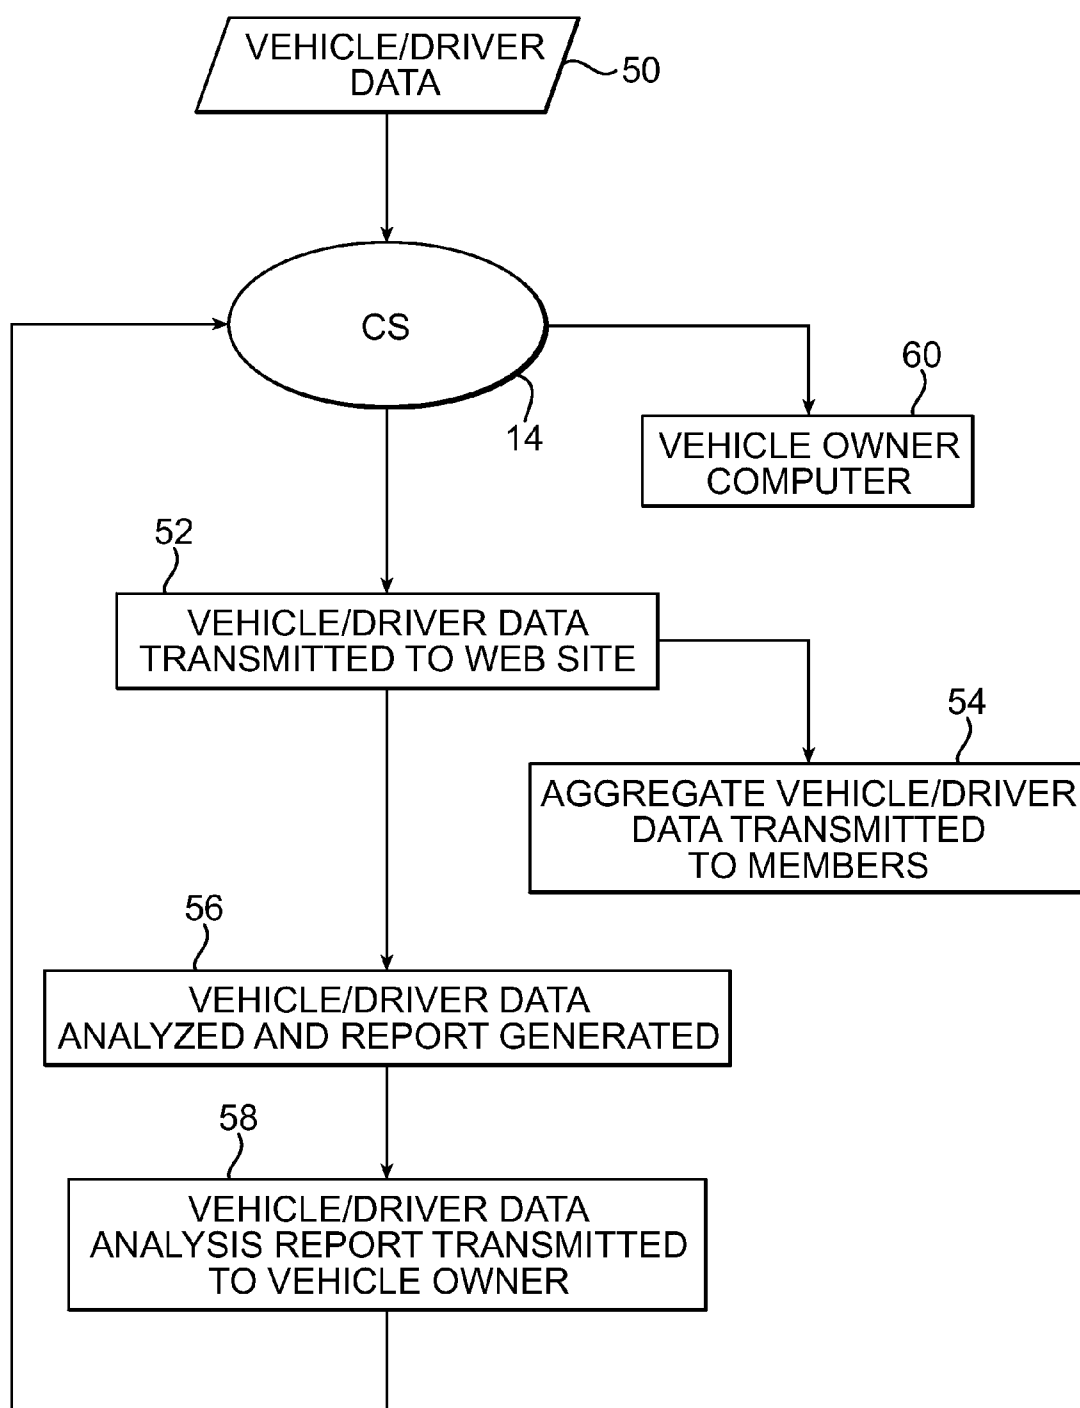 VEHICLE/DRIVER
DATA
50
CS
14
60
VEHICLE OWNER
COMPUTER
52
VEHICLE/DRIVER DATA
TRANSMITTED TO WEB SITE
54
AGGREGATE VEHICLE/DRIVER
DATA TRANSMITTED
TO MEMBERS
56
VEHICLE/DRIVER DATA
ANALYZED AND REPORT GENERATED
58
VEHICLE/DRIVER DATA
ANALYSIS REPORT TRANSMITTED
TO VEHICLE OWNER